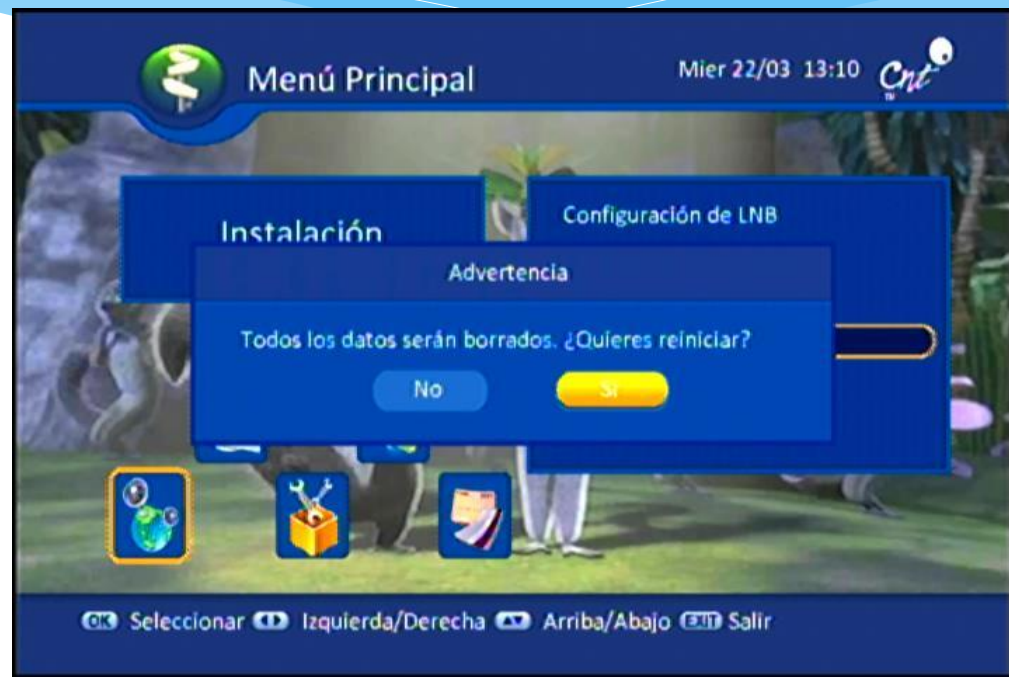 Menú Principal
Mier 22/03 13:10
Cnt
TM
Instalación
Configuración de LNB
Advertencia
Todos los datos serán borrados. ¿Quieres reiniciar?
No
Si
OK Seleccionar Izquierda/Derecha Arriba/Abajo EXIT Salir